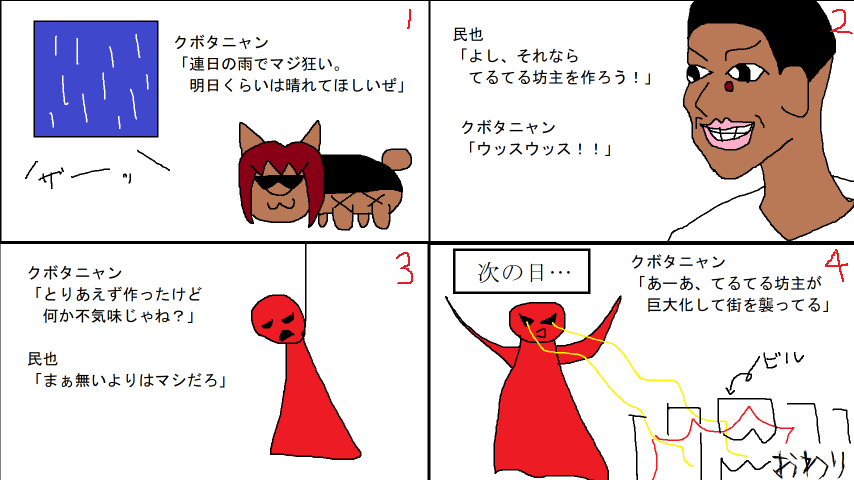 1
クボタニャン
「連日の雨でマジ狂い。
明日くらいは晴れてほしいぜ」
ザーッ
2
民也
「よし、それなら
てるてる坊主を作ろう！」
クボタニャン
「ウッスウッス！！」
3
クボタニャン
「とりあえず作ったけど
何か不気味じゃね？」
民也
「まぁ無いよりはマシだろ」
4
次の日…
クボタニャン
「あーあ、てるてる坊主が
巨大化して街を襲ってる」
ビル
おわり